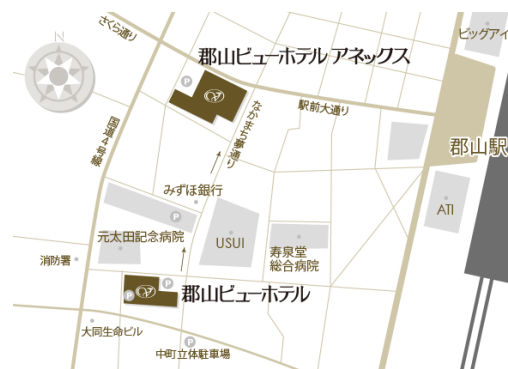 N
さくら通り
ビッグアイ
郡山ビューホテル アネックス
P
駅前大通り
国道4号線
なかまち夢通り
郡山駅
みずほ銀行
P
ATI
元太田記念病院
USUI
寿泉堂
総合病院
消防署
P
P
郡山ビューホテル
大同生命ビル
P
中町立体駐車場